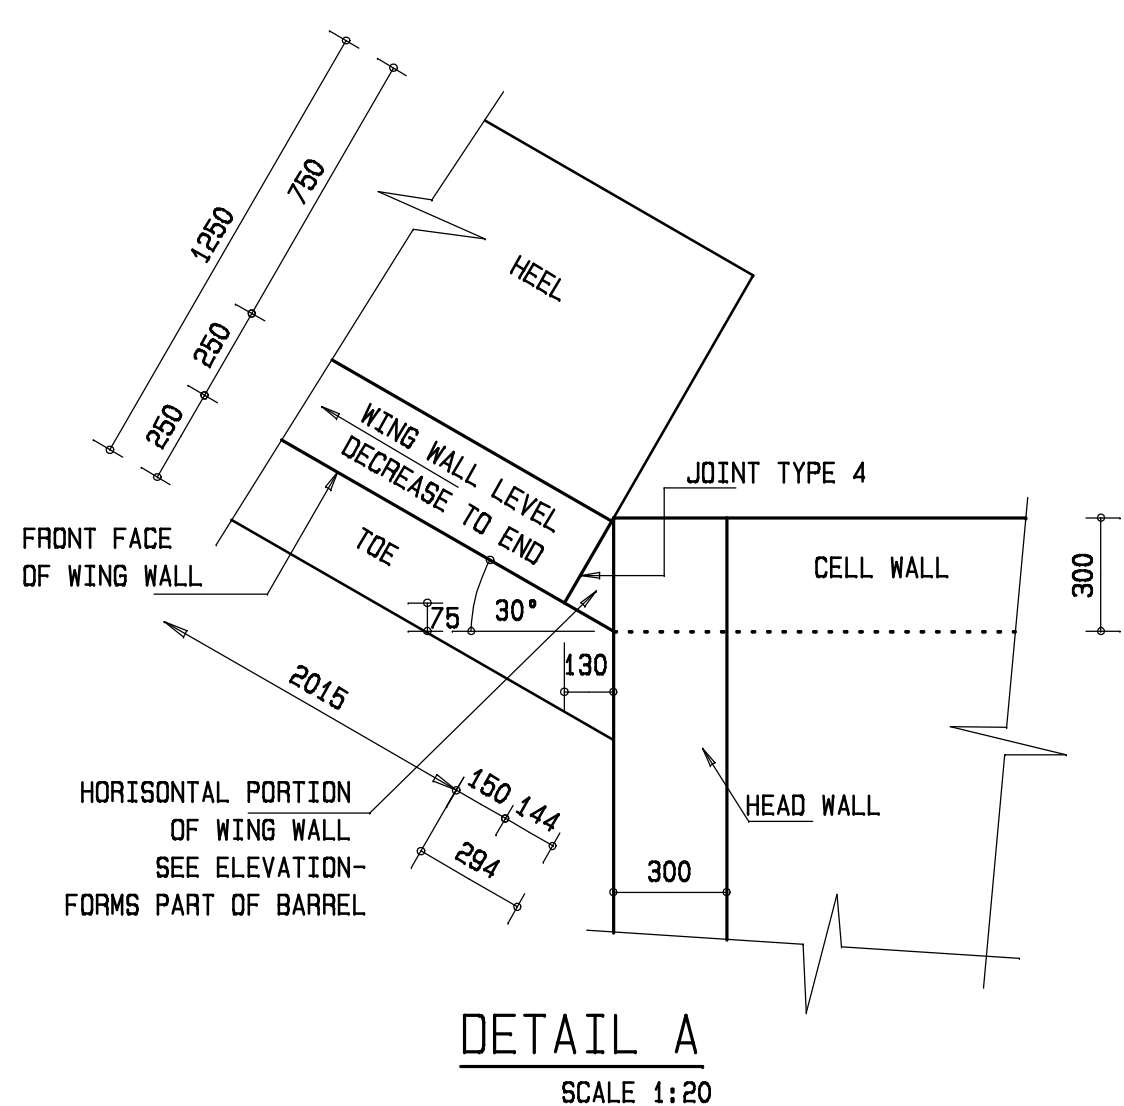 750
1250
HEEL
250
250
WING WALL LEVEL
DECREASE TO END
JOINT TYPE 4
FRONT FACE
OF WING WALL
TOE
CELL WALL
300
75
30°
130
2015
150
144
HORISONTAL PORTION
OF WING WALL
SEE ELEVATION-
FORMS PART OF BARREL
HEAD WALL
294
300
DETAIL A
SCALE 1:20